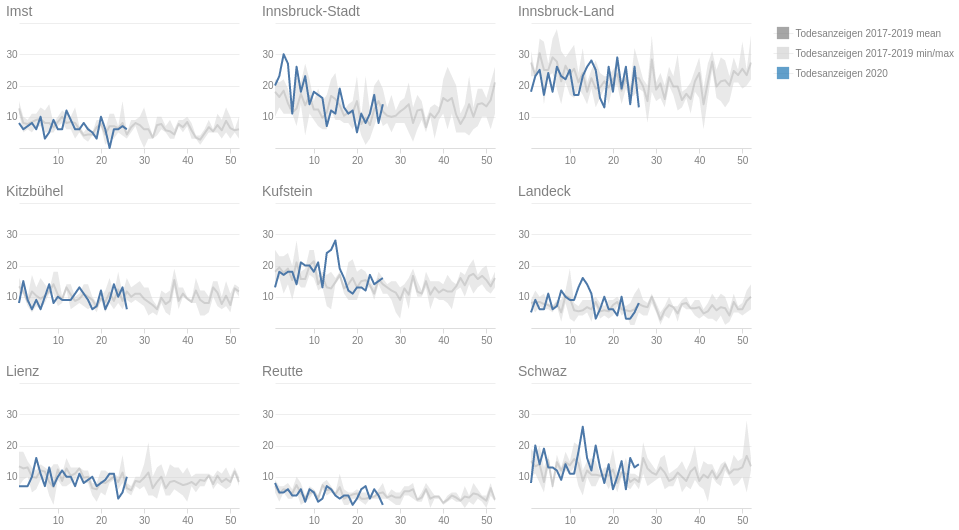 Imst Innsbruck-Stadt Innsbruck-Land
Todesanzeigen 2017-2019 mean
30 30 30
Todesanzeigen 2017-2019 min/max
Todesanzeigen 2020
20 20 20
10 10 10
10 20 30 40 50 10 20 30 40 50 10 20 30 40 50
Kitzbühel Kufstein Landeck
30 30 30
20 20 20
10 10 10
10 20 30 40 50 10 20 30 40 50 10 20 30 40 50
Lienz Reutte Schwaz
30 30 30
20 20 20
10 10 10
10 20 30 40 50 10 20 30 40 50 10 20 30 40 50